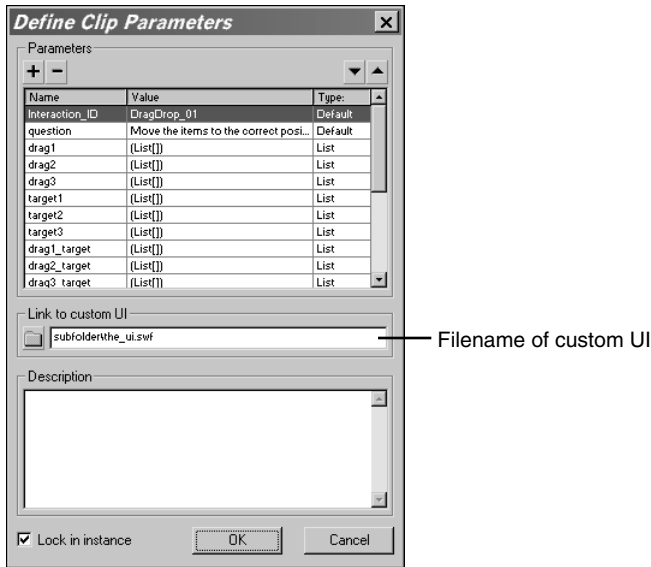 Define Clip Parameters
Parameters
Name Value Type:
Interaction_ID DragDrop_01 Default
question Move the items to the correct posi... Default
drag1 (List[]) List
drag2 (List[]) List
drag3 (List[]) List
target1 (List[]) List
target2 (List[]) List
target3 (List[]) List
drag1_target (List[]) List
drag2_target (List[]) List
drag3_target (List[]) List
Link to custom UI
subfolder\the_ui.swf
Filename of custom UI
Description
Lock in instance OK Cancel